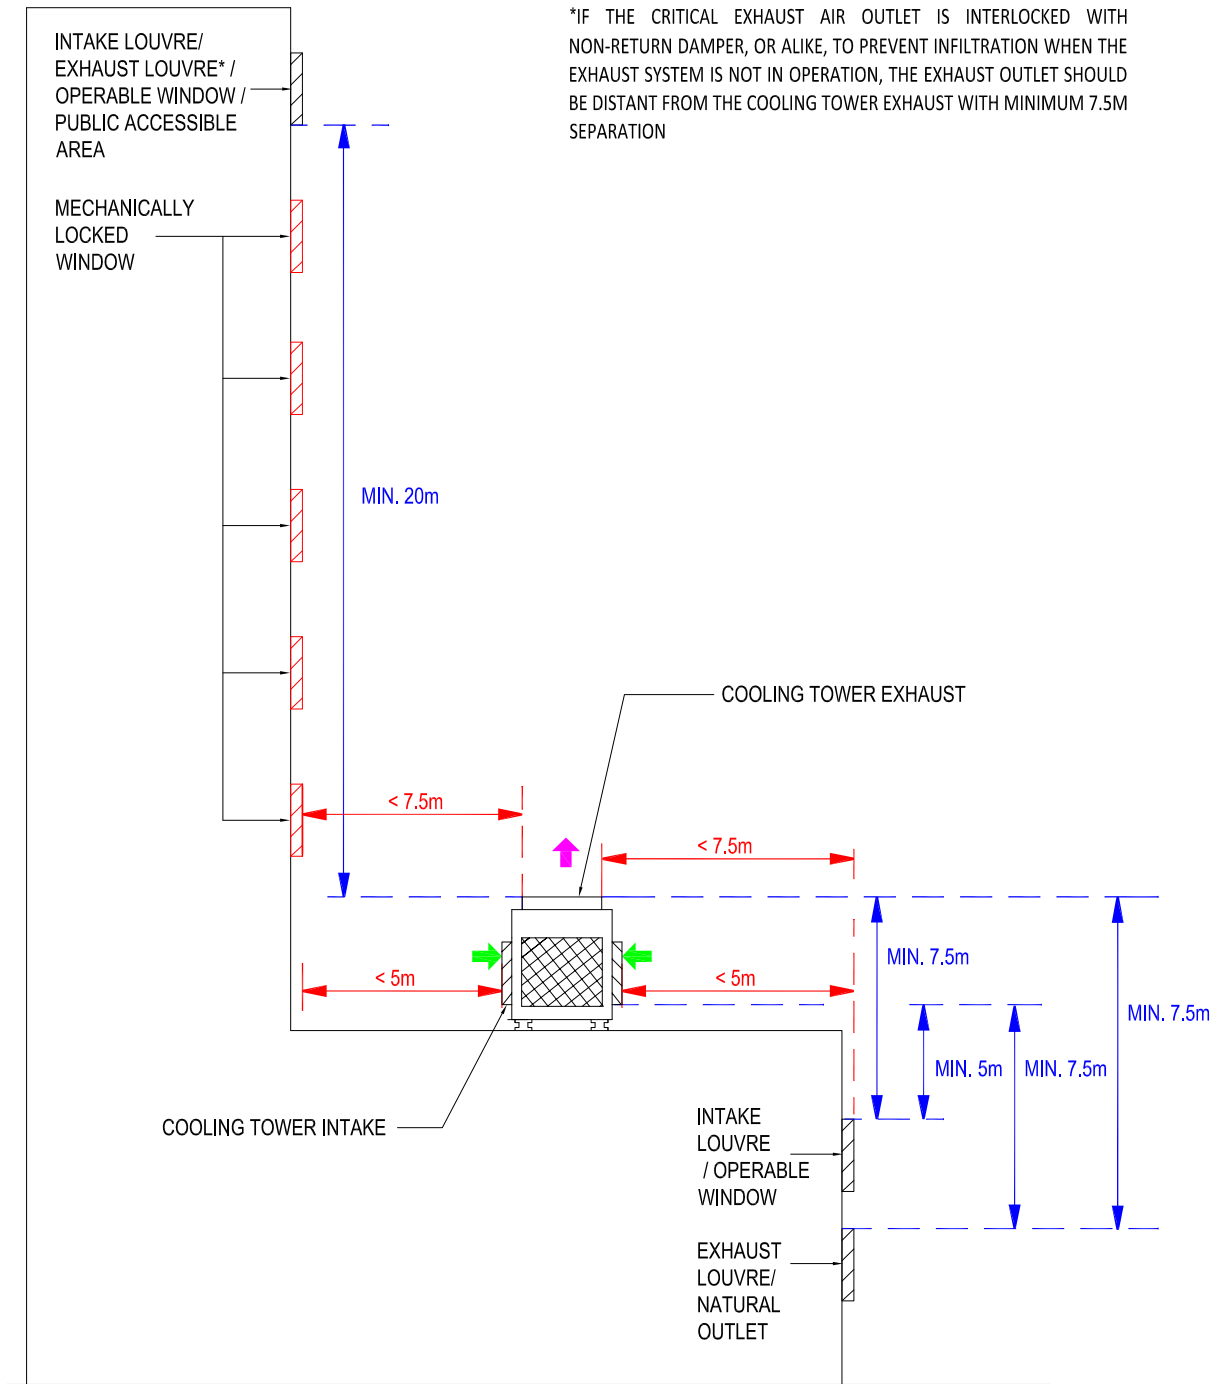 *IF THE CRITICAL EXHAUST AIR OUTLET IS INTERLOCKED WITH
NON-RETURN DAMPER, OR ALIKE, TO PREVENT INFILTRATION WHEN THE
EXHAUST SYSTEM IS NOT IN OPERATION, THE EXHAUST OUTLET SHOULD
BE DISTANT FROM THE COOLING TOWER EXHAUST WITH MINIMUM 7.5M
SEPARATION
INTAKE LOUVRE/
EXHAUST LOUVRE* /
OPERABLE WINDOW /
PUBLIC ACCESSIBLE
AREA
MECHANICALLY
LOCKED
WINDOW
MIN. 20m
COOLING TOWER EXHAUST
< 7.5m
< 7.5m
< 5m
< 5m
MIN. 7.5m
MIN. 7.5m
MIN. 5m
MIN. 7.5m
COOLING TOWER INTAKE
INTAKE
LOUVRE
/ OPERABLE
WINDOW
EXHAUST
LOUVRE/
NATURAL
OUTLET